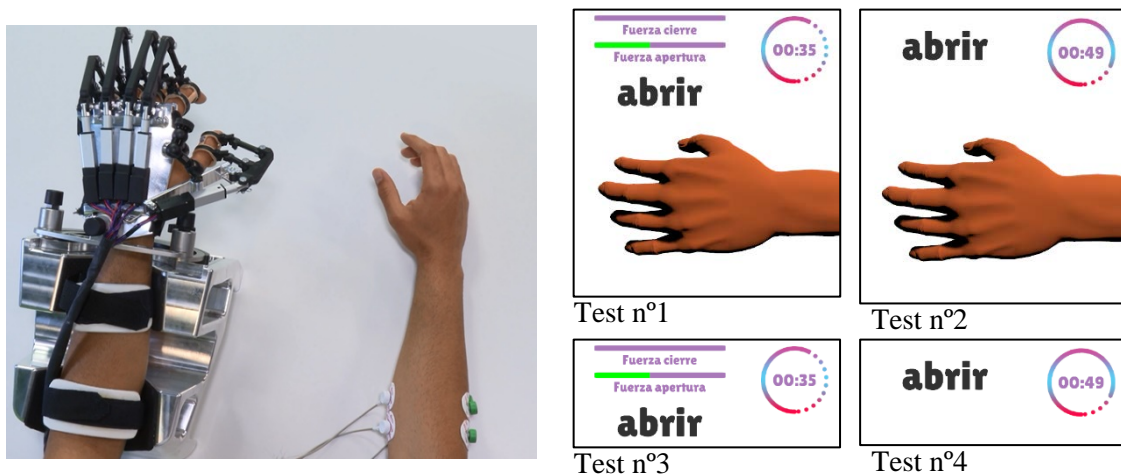 Fuerza cierre
Fuerza apertura
00:35
abrir
Test nº1
abrir
00:49
Test nº2
Fuerza cierre
Fuerza apertura
00:35
abrir
Test nº3
abrir
00:49
Test nº4